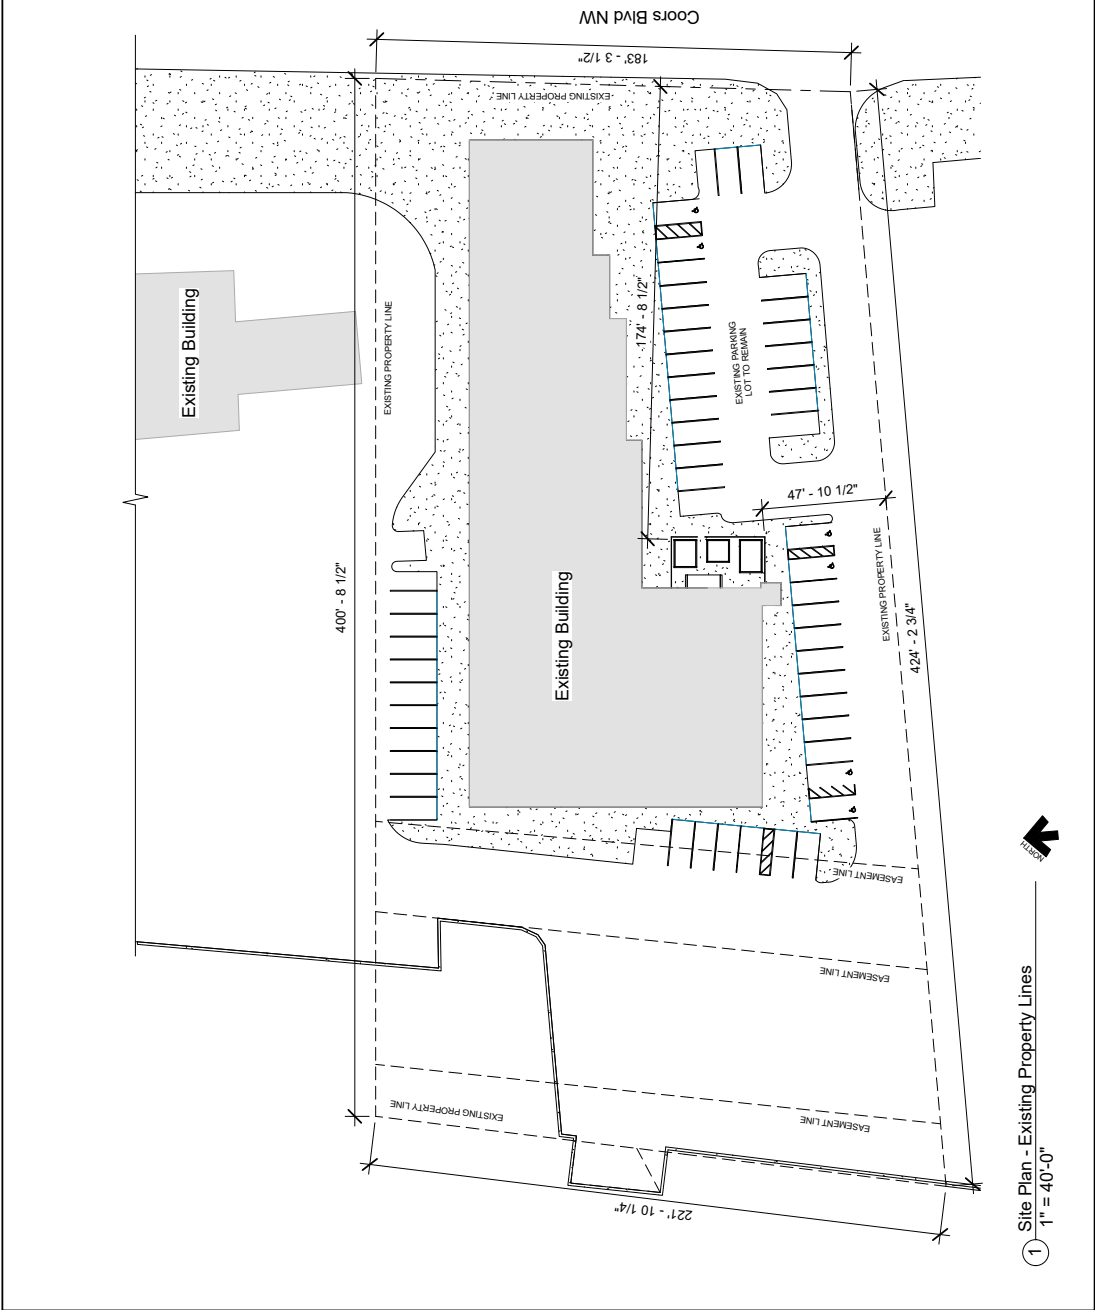 Coors Blvd NW
183' - 3 1/2"
EXISTING PROPERTY LINE
Existing Building
EXISTING PROPERTY LINE
174' - 8 1/2"
EXISTING PARKING
LOT TO REMAIN
47' - 10 1/2"
400' - 8 1/2"
Existing Building
EXISTING PROPERTY LINE
424' - 2 3/4"
EASEMENT LINE
EASEMENT LINE
EXISTING PROPERTY LINE
EASEMENT LINE
221' - 10 1/4"
NORTH
1
Site Plan - Existing Property Lines
1" = 40'-0"